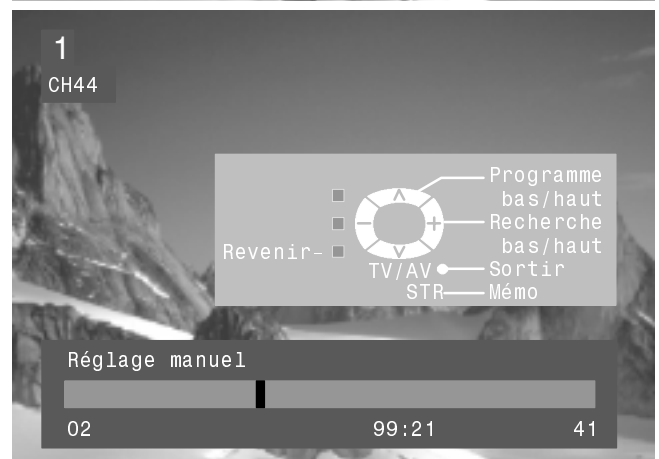 1
CH44
Programme
bas/haut
Recherche
bas/haut
Revenir-
TV/AV Sortir
STR Mémo
Réglage manuel
02 99:21 41